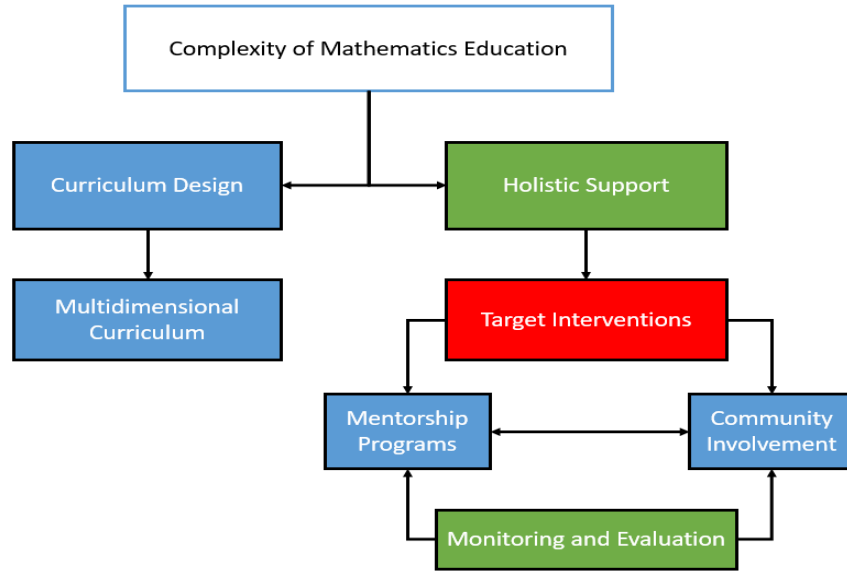 Complexity of Mathematics Education
Curriculum Design
Holistic Support
Multidimensional
Curriculum
Target Interventions
Mentorship
Programs
Community
Involvement
Monitoring and Evaluation